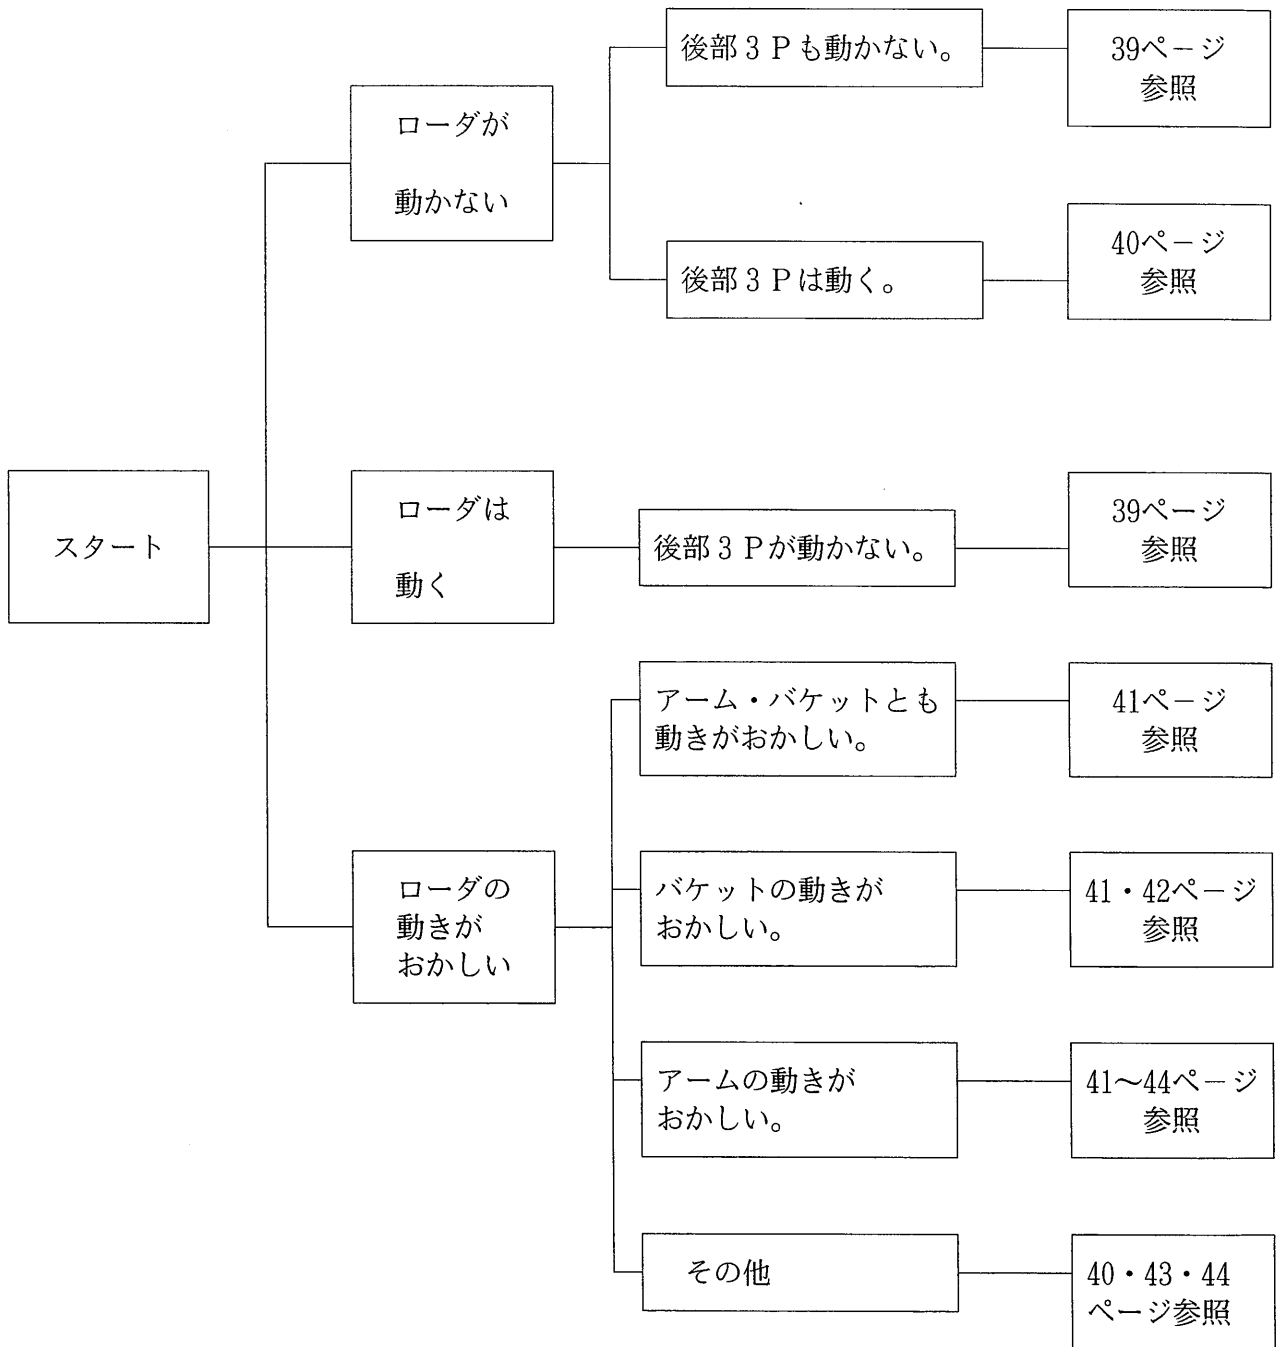 スタート
ローダが
動かない
後部3Pも動かない。
39ページ
参照
後部3Pは動く。
40ページ
参照
ローダは
動く
後部3Pが動かない。
39ページ
参照
ローダの
動きが
おかしい
アーム・バケットとも
動きがおかしい。
41ページ
参照
バケットの動きが
おかしい。
41・42ページ
参照
アームの動きが
おかしい。
41～44ページ
参照
その他
40・43・44
ページ参照